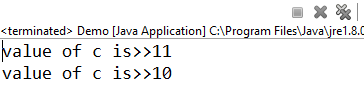 <terminated> Demo [Java Application] C:\Program Files\Java\jre1.8.0
value of c is>>11
value of c is>>10